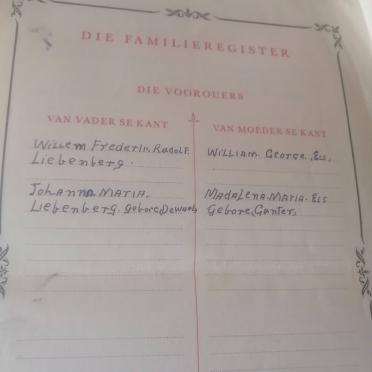 DIE FAMILIEREGISTER
DIE VOOROUERS
VAN VADER SE KANT
Willem Frederik Rudolf.
Liebenberg.
Johanna Maria.
Liebenberg. gebore, Dewaal
VAN MOEDER SE KANT
William. George. Els.
Madalena. Maria. Els
Gebore, Ganter.